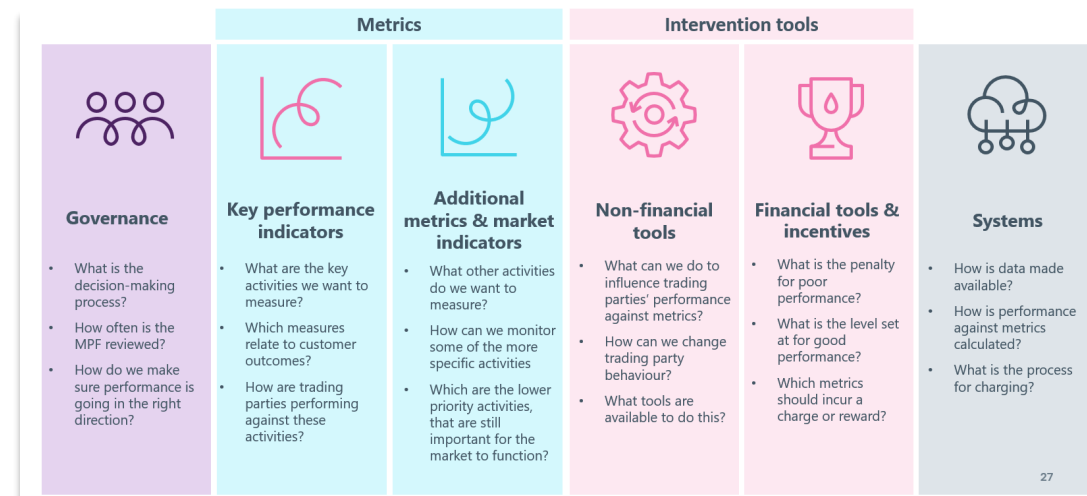 Metrics
Intervention tools
Governance
• What is the
decision-making
process?
• How often is the
MPF reviewed?
• How do we make
sure performance is
going in the right
direction?
Key performance
indicators
• What are the key
activities we want to
measure?
• Which measures
relate to customer
outcomes?
• How are trading
parties performing
against these
activities?
Additional
metrics & market
indicators
• What other activities
do we want to
measure?
• How can we monitor
some of the more
specific activities
• Which are the lower
priority activities,
that are still
important for the
market to function?
Non-financial
tools
• What can we do to
influence trading
parties’ performance
against metrics?
• How can we change
trading party
behaviour?
• What tools are
available to do this?
Financial tools &
incentives
• What is the penalty
for poor
performance?
• What is the level set
at for good
performance?
• Which metrics
should incur a
charge or reward?
Systems
• How is data made
available?
• How is performance
against metrics
calculated?
• What is the process
for charging?
27